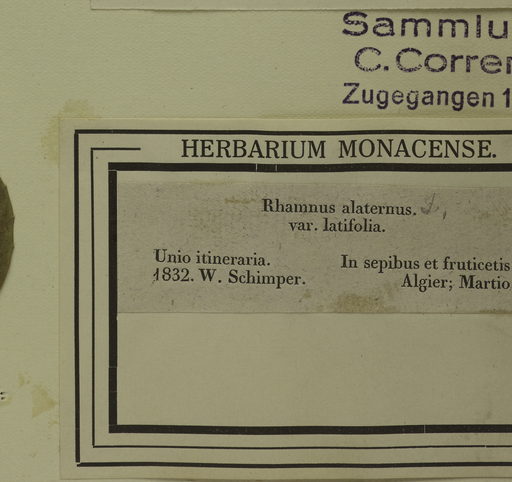 Sammlu
C. Corre
Zugegangen 1
HERBARIUM MONACENSE.
Rhamnus alaternus. L.,
var. latifolia.
Unio itineraria.
1832. W. Schimper.
In sepibus et fruticetis
Algier; Martio